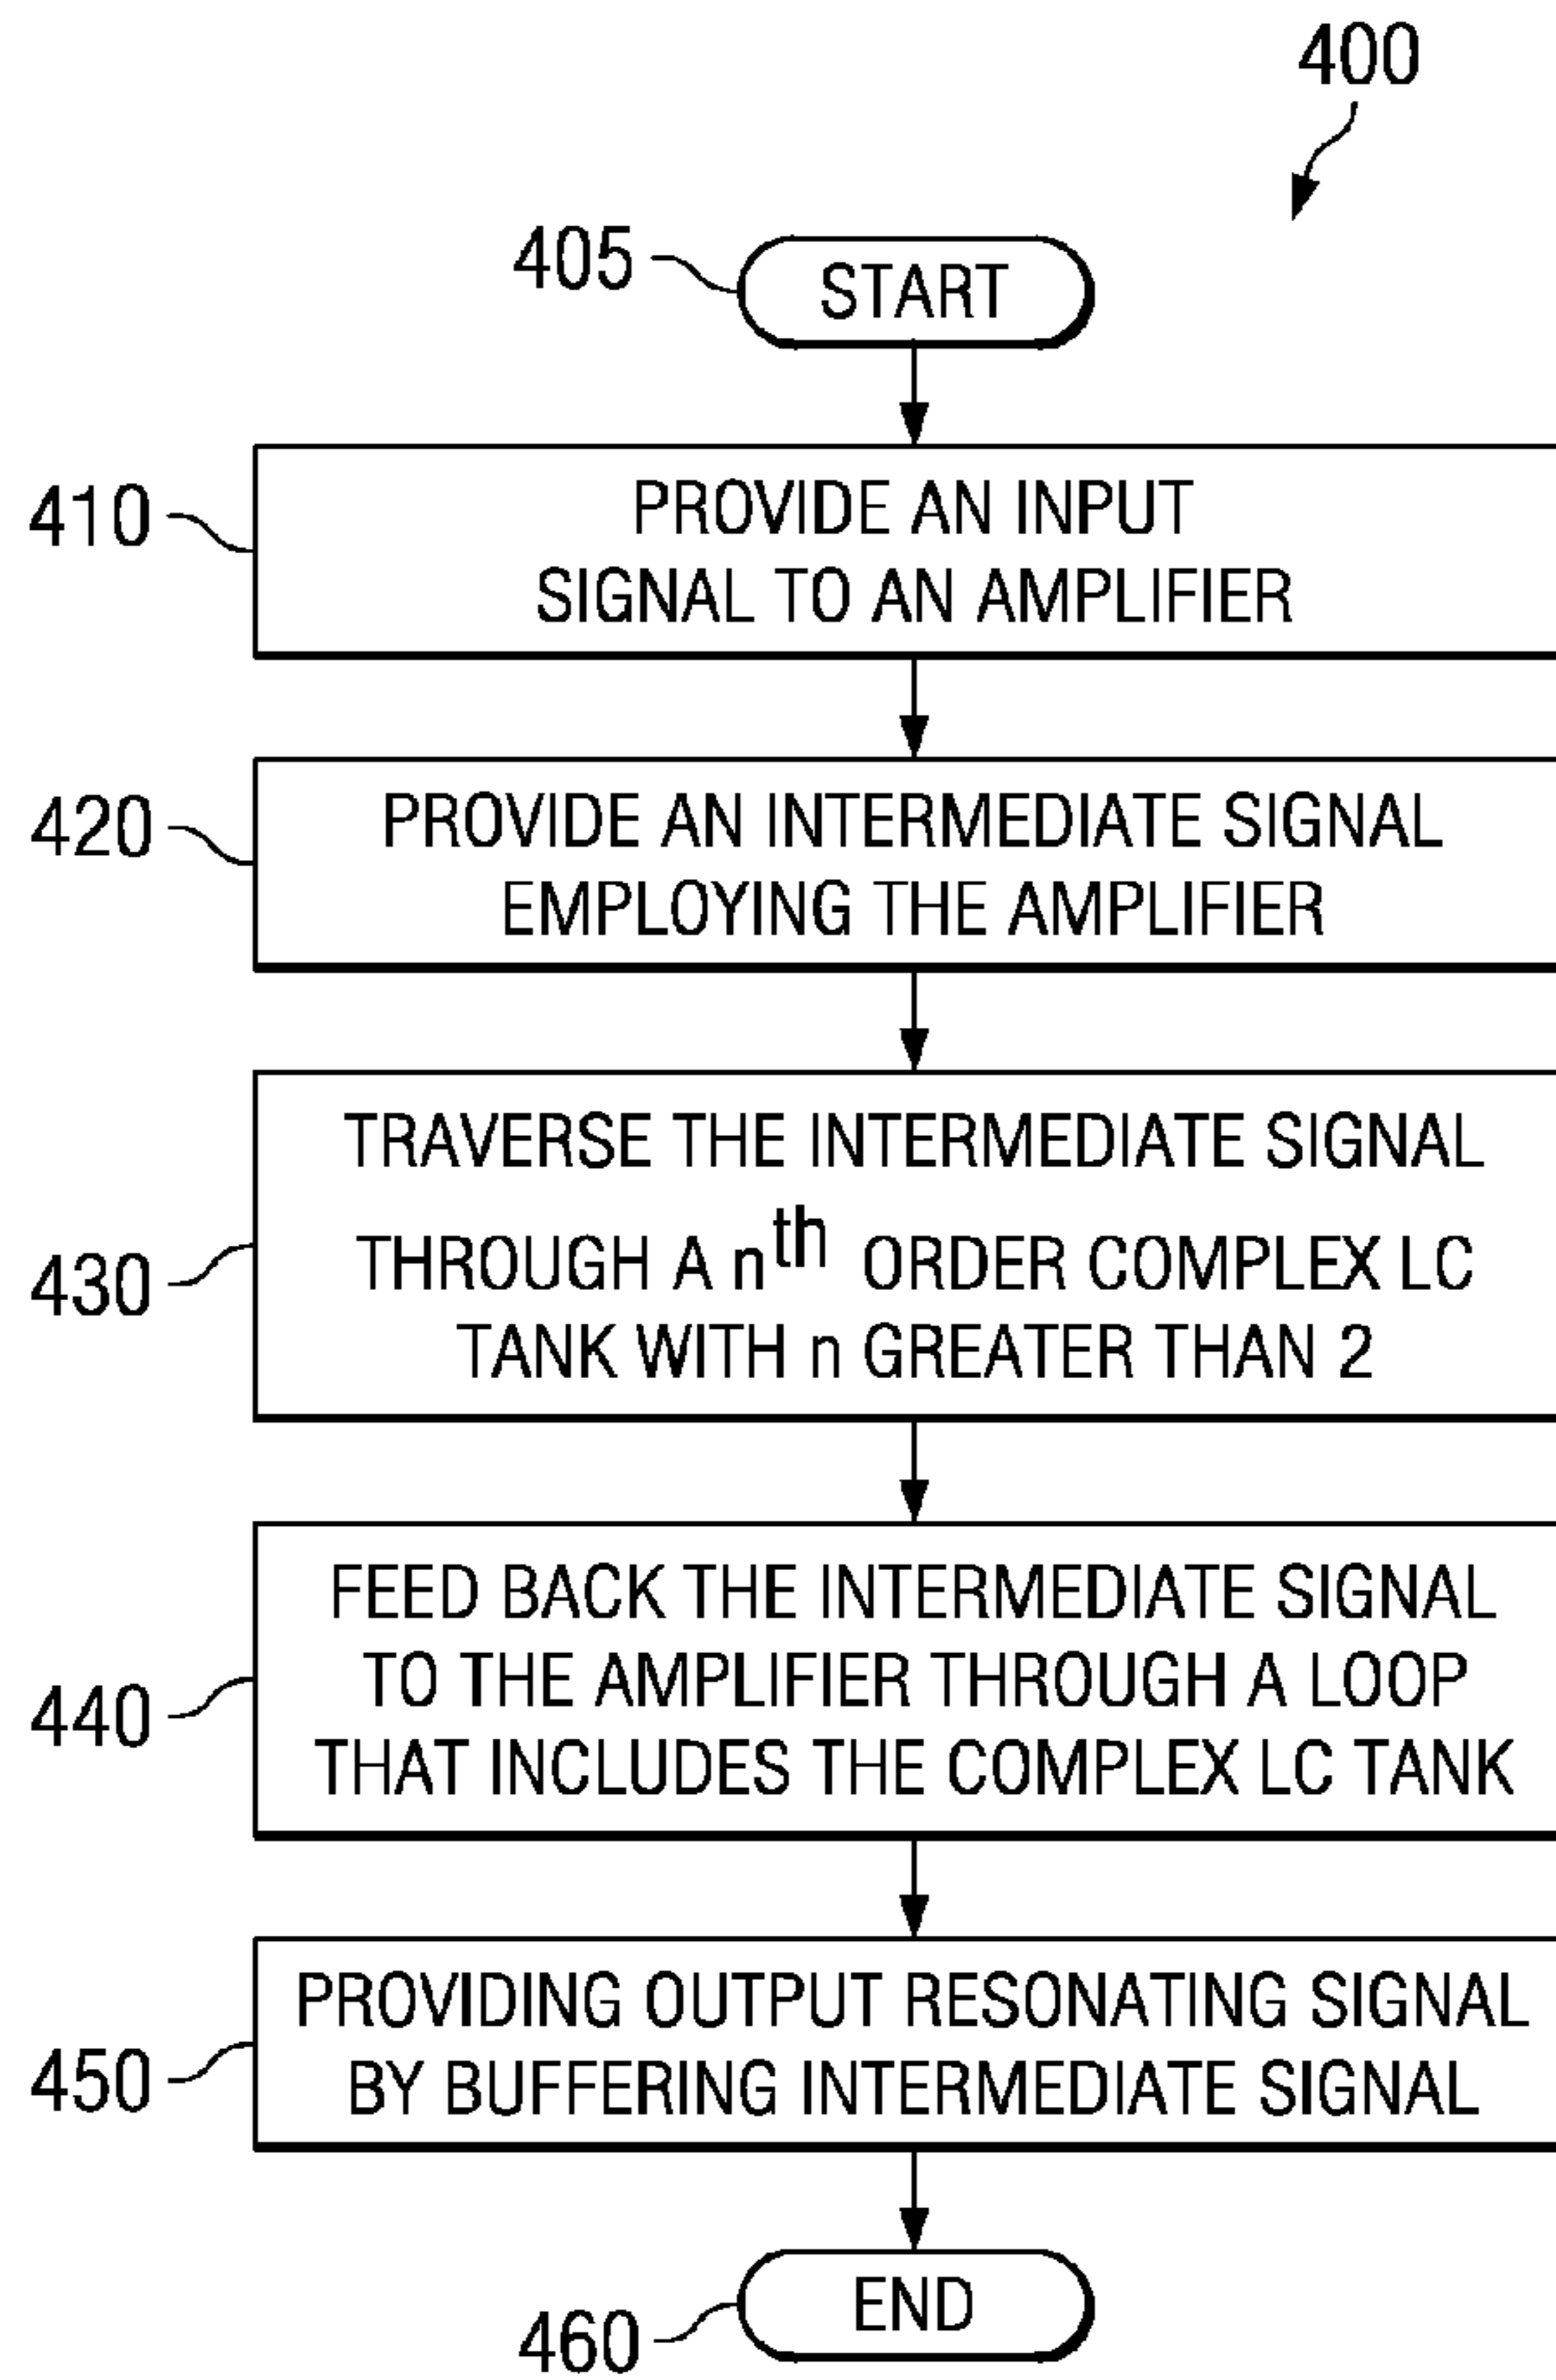 400
405
START
410
PROVIDE AN INPUT
SIGNAL TO AN AMPLIFIER
420
PROVIDE AN INTERMEDIATE SIGNAL
EMPLOYING THE AMPLIFIER
430
TRAVERSE THE INTERMEDIATE SIGNAL
THROUGH A nth ORDER COMPLEX LC
TANK WITH n GREATER THAN 2
440
FEED BACK THE INTERMEDIATE SIGNAL
TO THE AMPLIFIER THROUGH A LOOP
THAT INCLUDES THE COMPLEX LC TANK
450
PROVIDING OUTPUT RESONATING SIGNAL
BY BUFFERING INTERMEDIATE SIGNAL
460
END